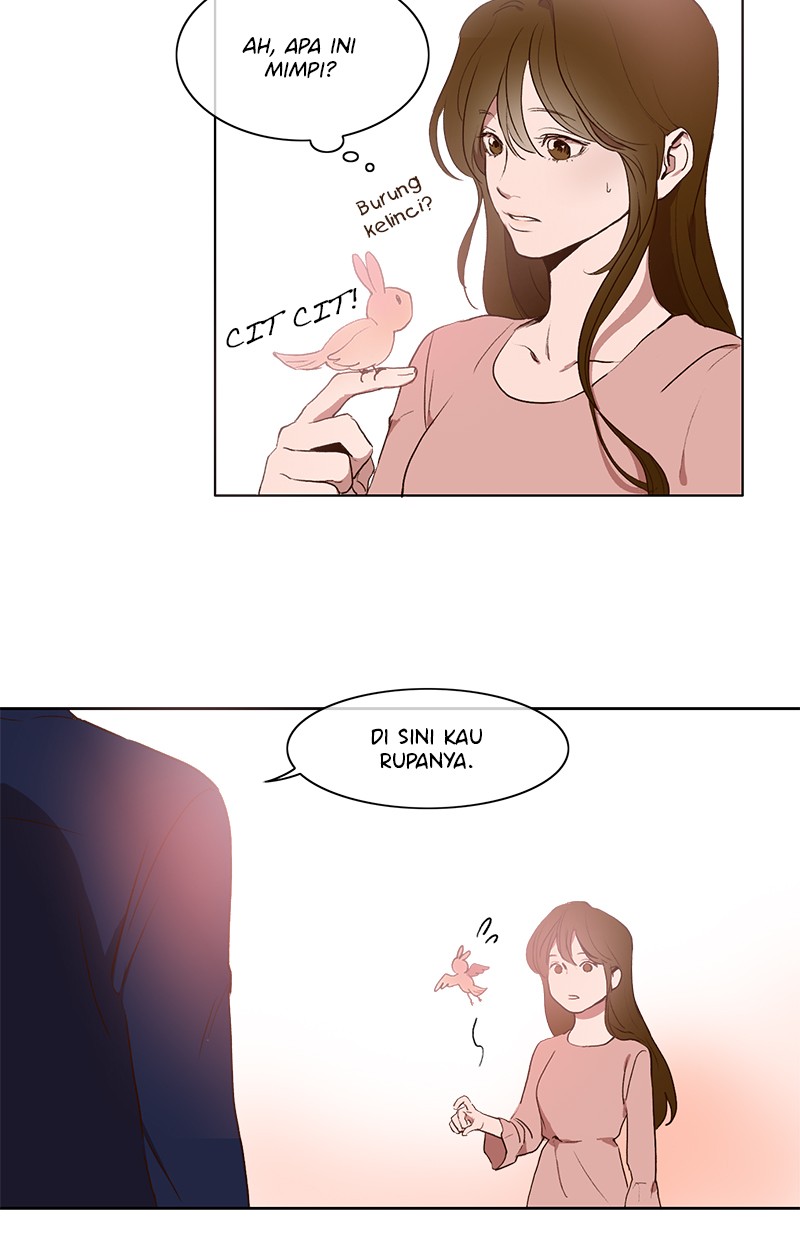 AH, APA INI
MIMPI?
Burung
kelinci?
CIT CIT!
DI SINI KAU
RUPANYA.